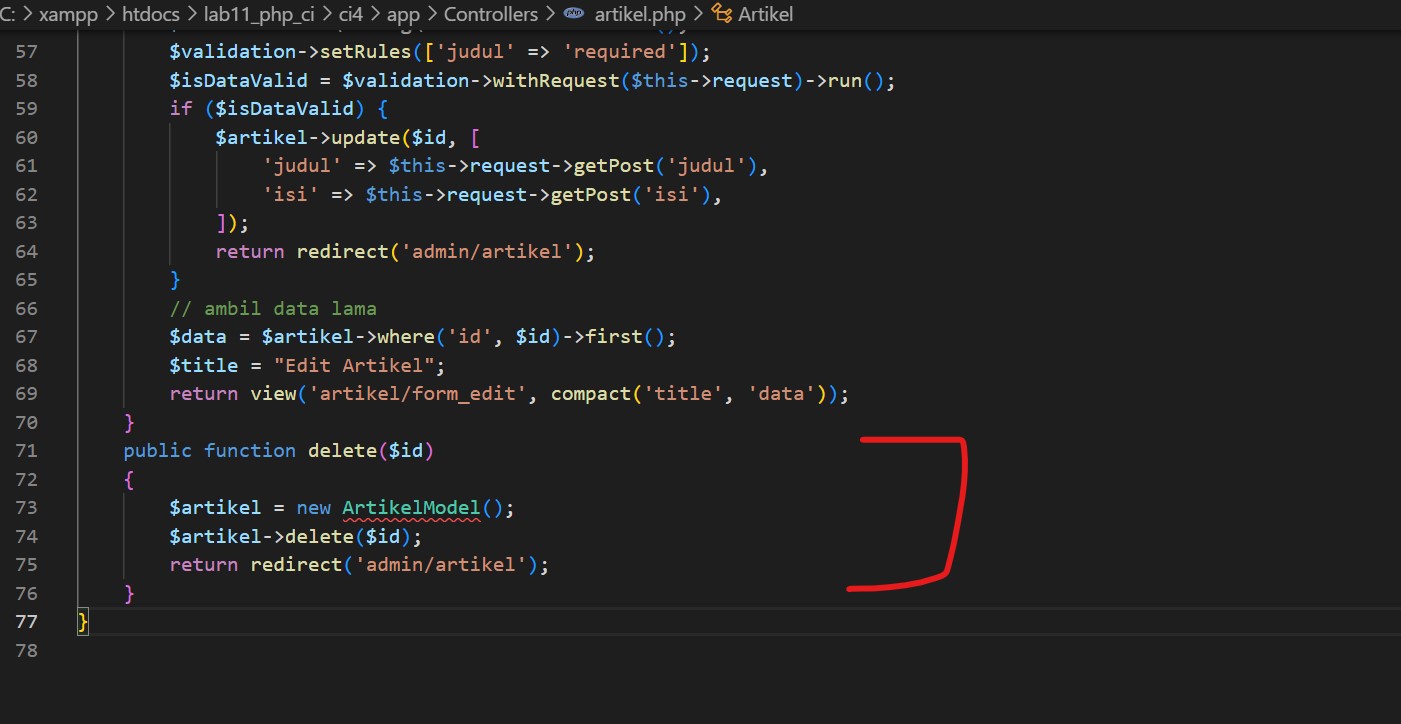 C: > xampp > htdocs > lab11_php_ci > ci4 > app > Controllers > php artikel.php > Artikel
57 $validation->setRules(['judul' => 'required']);
58 $isDataValid = $validation->withRequest($this->request)->run();
59 if ($isDataValid) {
60 $artikel->update($id, [
61 'judul' => $this->request->getPost('judul'),
62 'isi' => $this->request->getPost('isi'),
63 ]);
64 return redirect('admin/artikel');
65 }
66 // ambil data lama
67 $data = $artikel->where('id', $id)->first();
68 $title = "Edit Artikel";
69 return view('artikel/form_edit', compact('title', 'data'));
70 }
71 public function delete($id)
72 {
73 $artikel = new ArtikelModel();
74 $artikel->delete($id);
75 return redirect('admin/artikel');
76 }
77 }
78